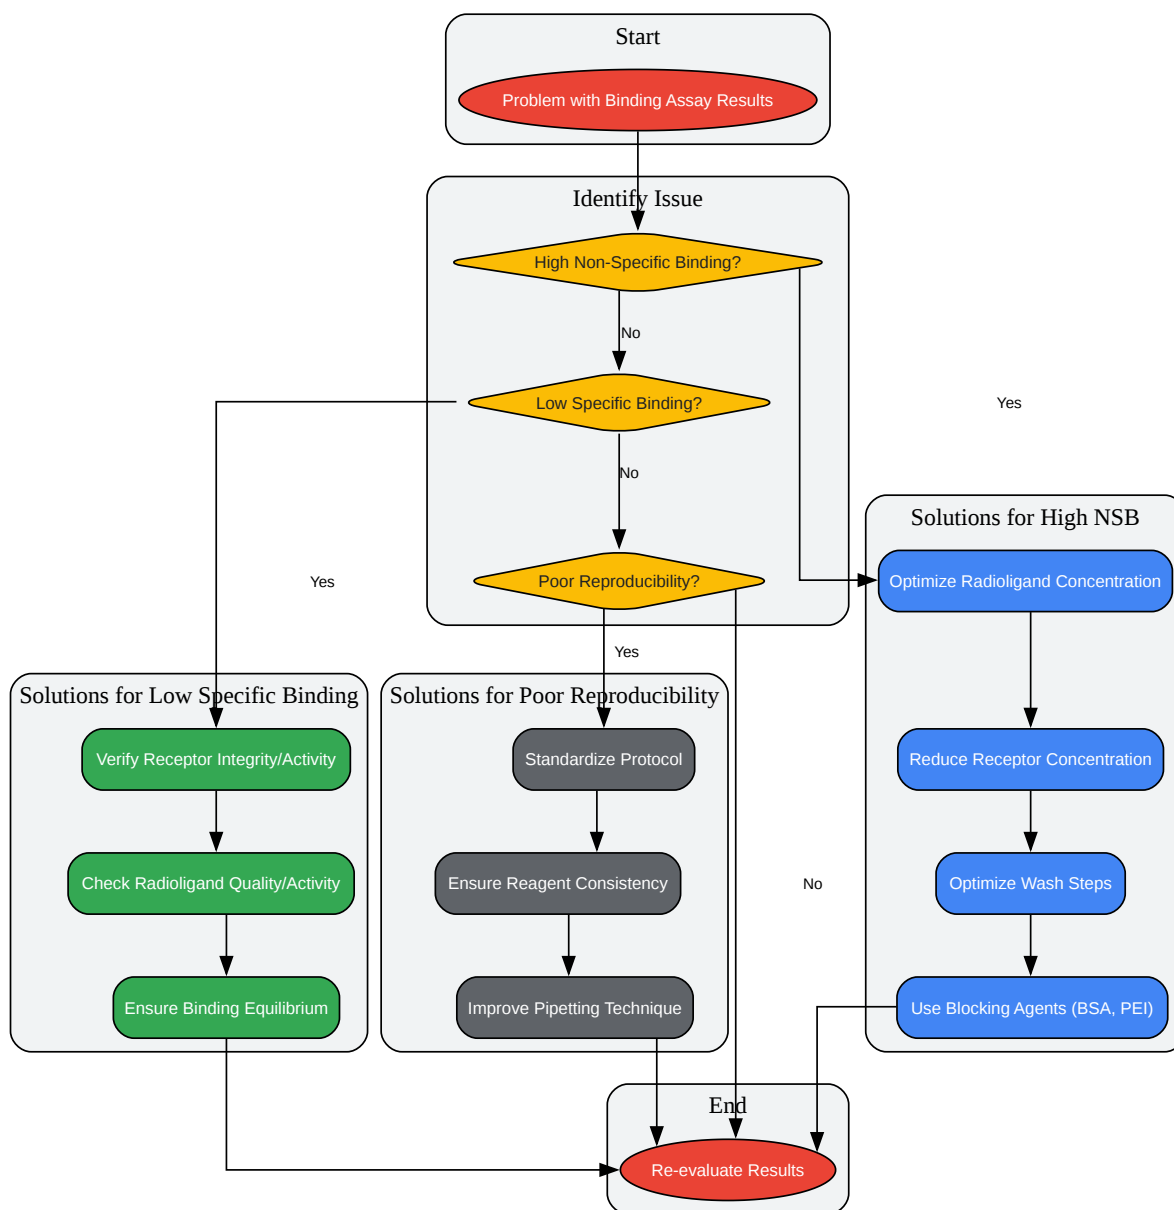 Start
Problem with Binding Assay Results
Identify Issue
High Non-Specific Binding?
No
Low Specific Binding?
Yes
No
Solutions for High NSB
Poor Reproducibility?
Optimize Radioligand Concentration
Yes
Yes
Solutions for Low Specific Binding
Solutions for Poor Reproducibility
Verify Receptor Integrity/Activity
Standardize Protocol
Reduce Receptor Concentration
Check Radioligand Quality/Activity
Ensure Reagent Consistency
No
Optimize Wash Steps
Ensure Binding Equilibrium
Improve Pipetting Technique
Use Blocking Agents (BSA, PEI)
End
Re-evaluate Results